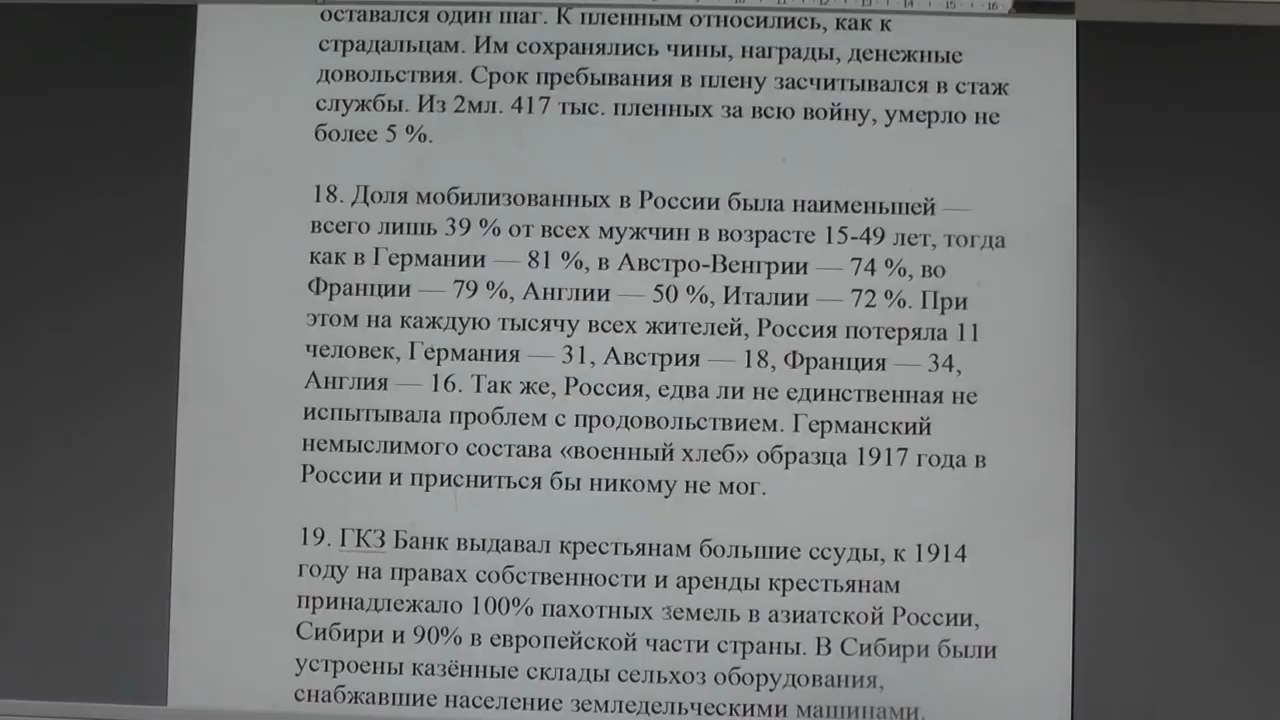 оставался один шаг. К пленным относились, как к
страдальцам. Им сохранялись чины, награды, денежные
довольствия. Срок пребывания в плену засчитывался в стаж
службы. Из 2мл. 417 тыс. пленных за всю войну, умерло не
более 5 %.
18. Доля мобилизованных в России была наименьшей —
всего лишь 39 % от всех мужчин в возрасте 15-49 лет, тогда
как в Германии — 81 %, в Австро-Венгрии — 74 %, во
Франции — 79 %, Англии — 50 %, Италии — 72 %. При
этом на каждую тысячу всех жителей, Россия потеряла 11
человек, Германия — 31, Австрия — 18, Франция — 34,
Англия — 16. Так же, Россия, едва ли не единственная не
испытывала проблем с продовольствием. Германский
немыслимого состава «военный хлеб» образца 1917 года в
России и присниться бы никому не мог.
19. ГКЗ Банк выдавал крестьянам большие ссуды, к 1914
году на правах собственности и аренды крестьянам
принадлежало 100% пахотных земель в азиатской России,
Сибири и 90% в европейской части страны. В Сибири были
устроены казённые склады сельхоз оборудования,
снабжавшие население земледельческими машинами.